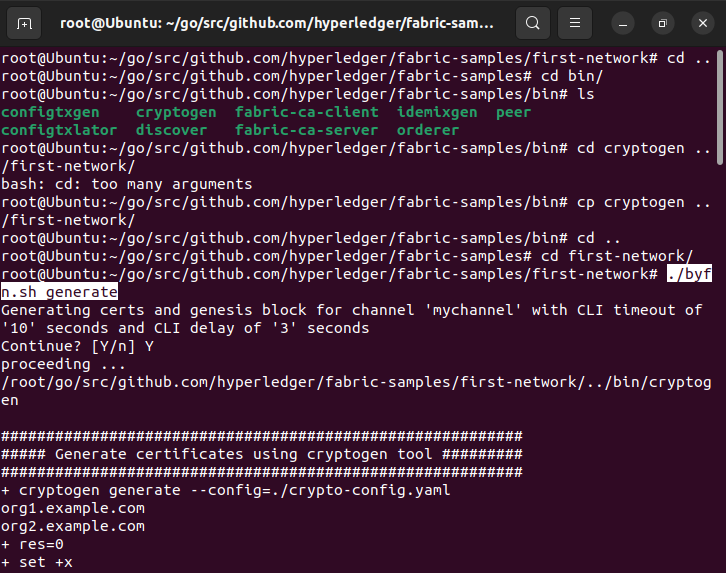 root@Ubuntu: ~/go/src/github.com/hyperledger/fabric-sam...
root@Ubuntu:~/go/src/github.com/hyperledger/fabric-samples/first-network# cd ..
root@Ubuntu:~/go/src/github.com/hyperledger/fabric-samples# cd bin/
root@Ubuntu:~/go/src/github.com/hyperledger/fabric-samples/bin# ls
configtxgen    cryptogen  fabric-ca-client  idemixgen  peer
configtxlator  discover   fabric-ca-server  orderer
root@Ubuntu:~/go/src/github.com/hyperledger/fabric-samples/bin# cd cryptogen ..
/first-network/
bash: cd: too many arguments
root@Ubuntu:~/go/src/github.com/hyperledger/fabric-samples/bin# cp cryptogen ..
/first-network/
root@Ubuntu:~/go/src/github.com/hyperledger/fabric-samples/bin# cd ..
root@Ubuntu:~/go/src/github.com/hyperledger/fabric-samples# cd first-network/
root@Ubuntu:~/go/src/github.com/hyperledger/fabric-samples/first-network# ./byf
n.sh generate
Generating certs and genesis block for channel 'mychannel' with CLI timeout of
'10' seconds and CLI delay of '3' seconds
Continue? [Y/n] Y
proceeding ...
/root/go/src/github.com/hyperledger/fabric-samples/first-network/../bin/cryptog
en
##########################################################
##### Generate certificates using cryptogen tool #########
##########################################################
+ cryptogen generate --config=./crypto-config.yaml
org1.example.com
org2.example.com
+ res=0
+ set +x